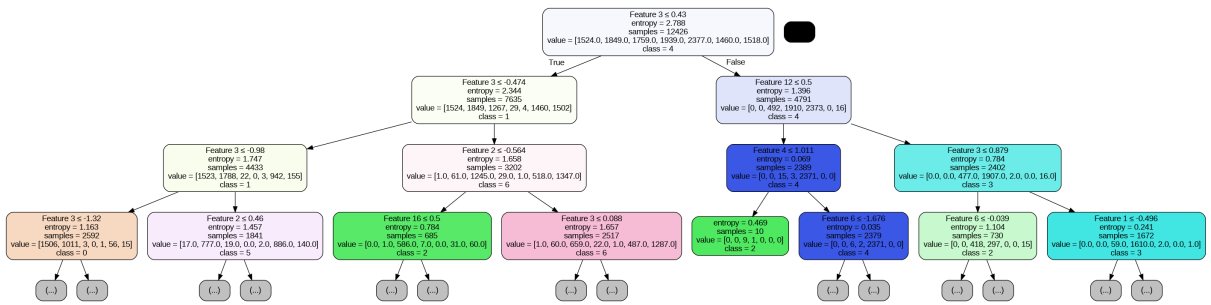 Feature 3 ≤ 0.43
entropy = 2.788
samples = 12426
value = [1524.0, 1849.0, 1759.0, 1939.0, 2377.0, 1460.0, 1518.0]
class = 4
True
False
Feature 3 ≤ -0.474
entropy = 2.344
samples = 7635
value = [1524, 1849, 1267, 29, 4, 1460, 1502]
class = 1
Feature 12 ≤ 0.5
entropy = 1.396
samples = 4791
value = [0, 0, 492, 1910, 2373, 0, 16]
class = 4
Feature 3 ≤ -0.98
entropy = 1.747
samples = 4433
value = [1523, 1788, 22, 0, 3, 942, 155]
class = 1
Feature 2 ≤ -0.564
entropy = 1.658
samples = 3202
value = [1.0, 61.0, 1245.0, 29.0, 1.0, 518.0, 1347.0]
class = 6
Feature 4 ≤ 1.011
entropy = 0.069
samples = 2389
value = [0, 0, 15, 3, 2371, 0, 0]
class = 4
Feature 3 ≤ 0.879
entropy = 0.784
samples = 2402
value = [0.0, 0.0, 477.0, 1907.0, 2.0, 0.0, 16.0]
class = 3
Feature 3 ≤ -1.32
entropy = 1.163
samples = 2592
value = [1506, 1011, 3, 0, 1, 56, 15]
class = 0
Feature 2 ≤ 0.46
entropy = 1.457
samples = 1841
value = [17.0, 777.0, 19.0, 0.0, 2.0, 886.0, 140.0]
class = 5
Feature 16 ≤ 0.5
entropy = 0.784
samples = 685
value = [0.0, 1.0, 586.0, 7.0, 0.0, 31.0, 60.0]
class = 2
Feature 3 ≤ 0.088
entropy = 1.657
samples = 2517
value = [1.0, 60.0, 659.0, 22.0, 1.0, 487.0, 1287.0]
class = 6
entropy = 0.469
samples = 10
value = [0, 0, 9, 1, 0, 0, 0]
class = 2
Feature 6 ≤ -1.676
entropy = 0.035
samples = 2379
value = [0, 0, 6, 2, 2371, 0, 0]
class = 4
Feature 6 ≤ -0.039
entropy = 1.104
samples = 730
value = [0, 0, 418, 297, 0, 0, 15]
class = 2
Feature 1 ≤ -0.496
entropy = 0.241
samples = 1672
value = [0.0, 0.0, 59.0, 1610.0, 2.0, 0.0, 1.0]
class = 3
(...)
(...)
(...)
(...)
(...)
(...)
(...)
(...)
(...)
(...)
(...)
(...)
(...)
(...)